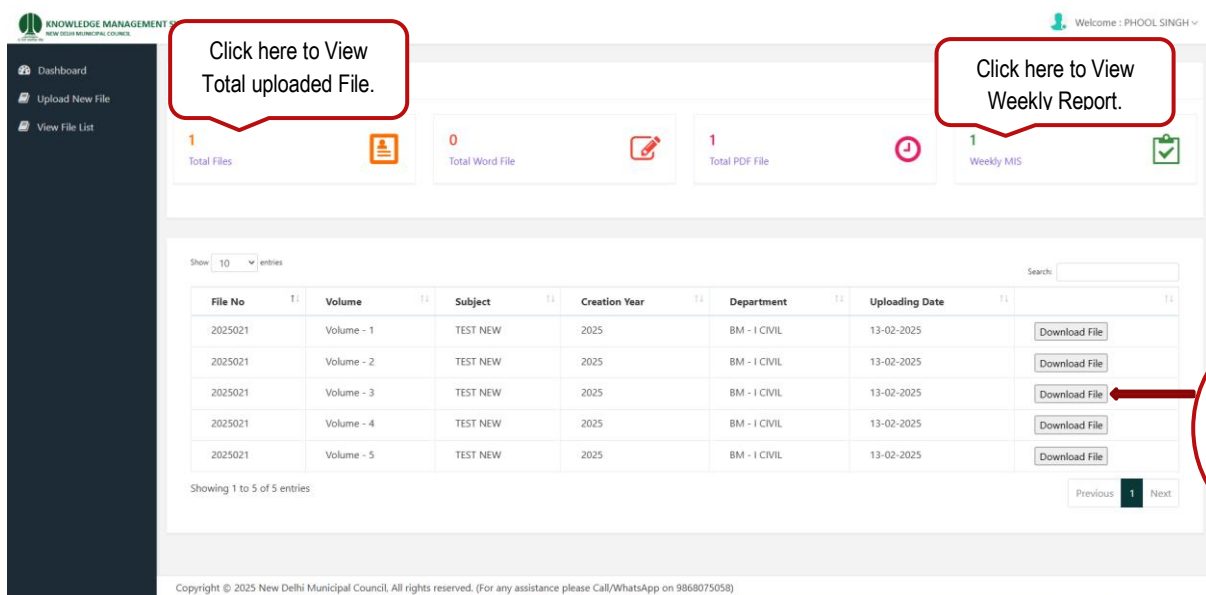 KNOWLEDGE MANAGEMENT S
NEW DELHI MUNICIPAL COUNCIL
Welcome : PHOOL SINGH
Dashboard
Upload New File
View File List
Click here to View
Total uploaded File.
Click here to View
Weekly Report.
1
Total Files
0
Total Word File
1
Total PDF File
1
Weekly MIS
Show 10 entries
Search:
File No Volume Subject Creation Year Department Uploading Date
2025021 Volume - 1 TEST NEW 2025 BM - I CIVIL 13-02-2025 Download File
2025021 Volume - 2 TEST NEW 2025 BM - I CIVIL 13-02-2025 Download File
2025021 Volume - 3 TEST NEW 2025 BM - I CIVIL 13-02-2025 Download File
2025021 Volume - 4 TEST NEW 2025 BM - I CIVIL 13-02-2025 Download File
2025021 Volume - 5 TEST NEW 2025 BM - I CIVIL 13-02-2025 Download File
Showing 1 to 5 of 5 entries
Previous 1 Next
Copyright © 2025 New Delhi Municipal Council, All rights reserved. (For any assistance please Call/WhatsApp on 9868075058)